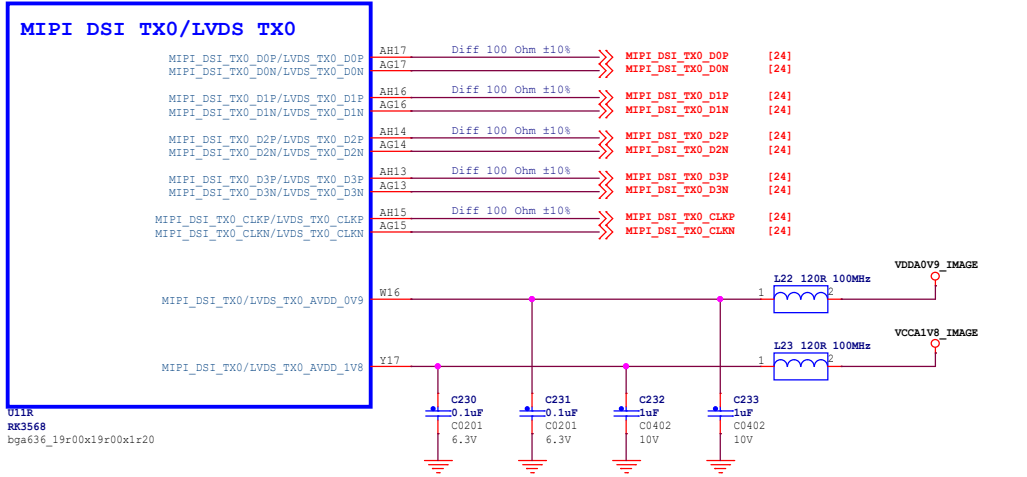 MIPI DSI TX0/LVDS TX0
MIPI_DSI_TX0_D0P/LVDS_TX0_D0P AH17 Diff 100 Ohm ±10% MIPI_DSI_TX0_D0P [24]
MIPI_DSI_TX0_D0N/LVDS_TX0_D0N AG17 MIPI_DSI_TX0_D0N [24]
MIPI_DSI_TX0_D1P/LVDS_TX0_D1P AH16 Diff 100 Ohm ±10% MIPI_DSI_TX0_D1P [24]
MIPI_DSI_TX0_D1N/LVDS_TX0_D1N AG16 MIPI_DSI_TX0_D1N [24]
MIPI_DSI_TX0_D2P/LVDS_TX0_D2P AH14 Diff 100 Ohm ±10% MIPI_DSI_TX0_D2P [24]
MIPI_DSI_TX0_D2N/LVDS_TX0_D2N AG14 MIPI_DSI_TX0_D2N [24]
MIPI_DSI_TX0_D3P/LVDS_TX0_D3P AH13 Diff 100 Ohm ±10% MIPI_DSI_TX0_D3P [24]
MIPI_DSI_TX0_D3N/LVDS_TX0_D3N AG13 MIPI_DSI_TX0_D3N [24]
MIPI_DSI_TX0_CLKP/LVDS_TX0_CLKP AH15 Diff 100 Ohm ±10% MIPI_DSI_TX0_CLKP [24]
MIPI_DSI_TX0_CLKN/LVDS_TX0_CLKN AG15 MIPI_DSI_TX0_CLKN [24]
VDDA0V9_IMAGE
L22 120R 100MHz
MIPI_DSI_TX0/LVDS_TX0_AVDD_0V9 W16 1 2
VCCA1V8_IMAGE
L23 120R 100MHz
MIPI_DSI_TX0/LVDS_TX0_AVDD_1V8 Y17 1 2
C230 C231 C232 C233
0.1uF 0.1uF 1uF 1uF
C0201 C0201 C0402 C0402
6.3V 6.3V 10V 10V
U11R
RK3568
bga636_19r00x19r00x1r20